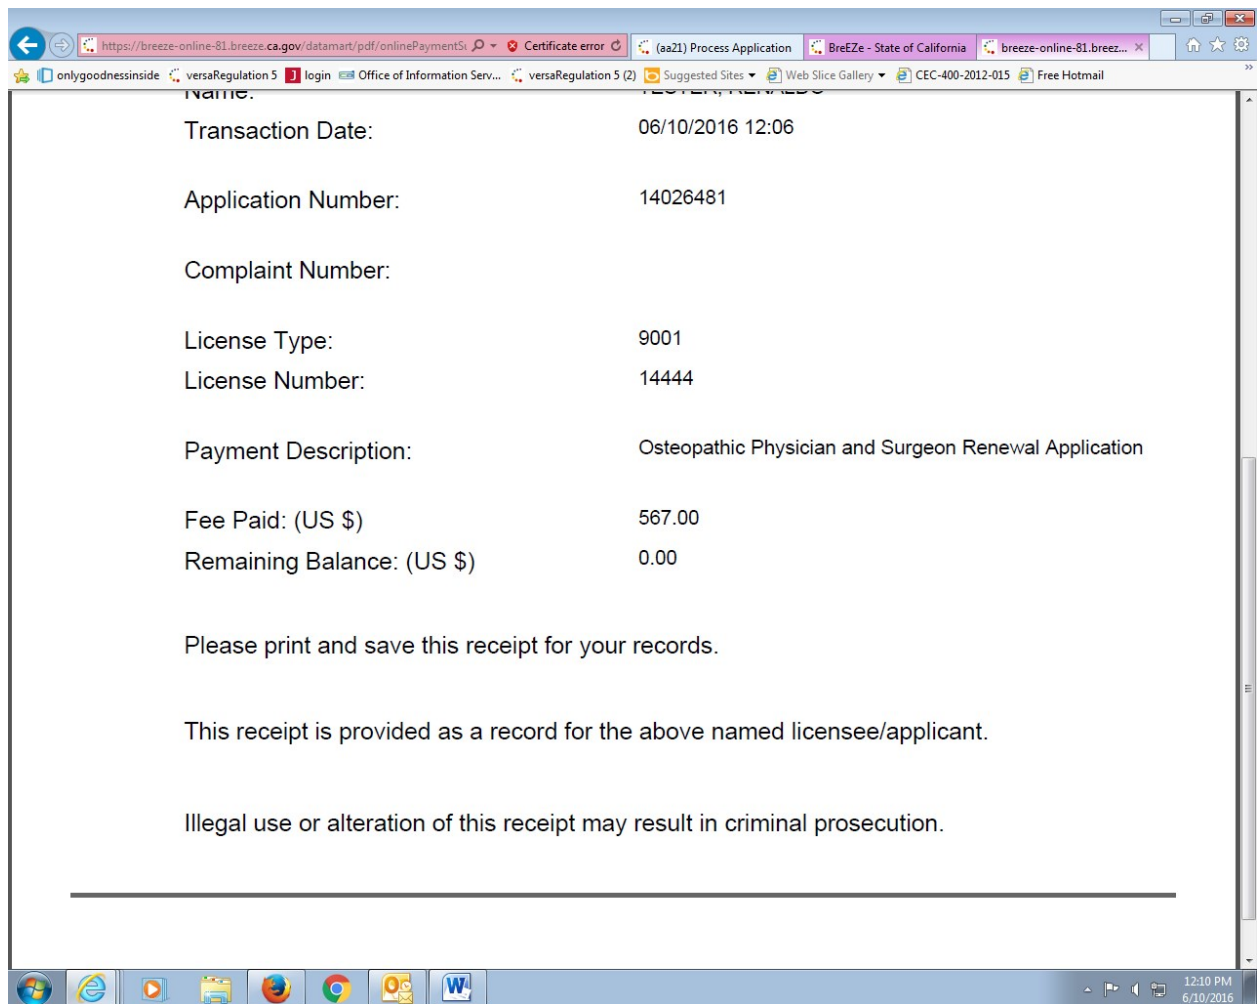 https://breeze-online-81.breeze.ca.gov/datamart/pdf/onlinePaymentSu Certificate error (aa21) Process Application BreEZe - State of California breeze-online-81.breez...
onlygoodnessinside versaRegulation 5 login Office of Information Serv... versaRegulation 5 (2) Suggested Sites Web Slice Gallery CEC-400-2012-015 Free Hotmail
Name: TESTER, RENALDO
Transaction Date: 06/10/2016 12:06
Application Number: 14026481
Complaint Number:
License Type: 9001
License Number: 14444
Payment Description: Osteopathic Physician and Surgeon Renewal Application
Fee Paid: (US $) 567.00
Remaining Balance: (US $) 0.00
Please print and save this receipt for your records.
This receipt is provided as a record for the above named licensee/applicant.
Illegal use or alteration of this receipt may result in criminal prosecution.
12:10 PM
6/10/2016